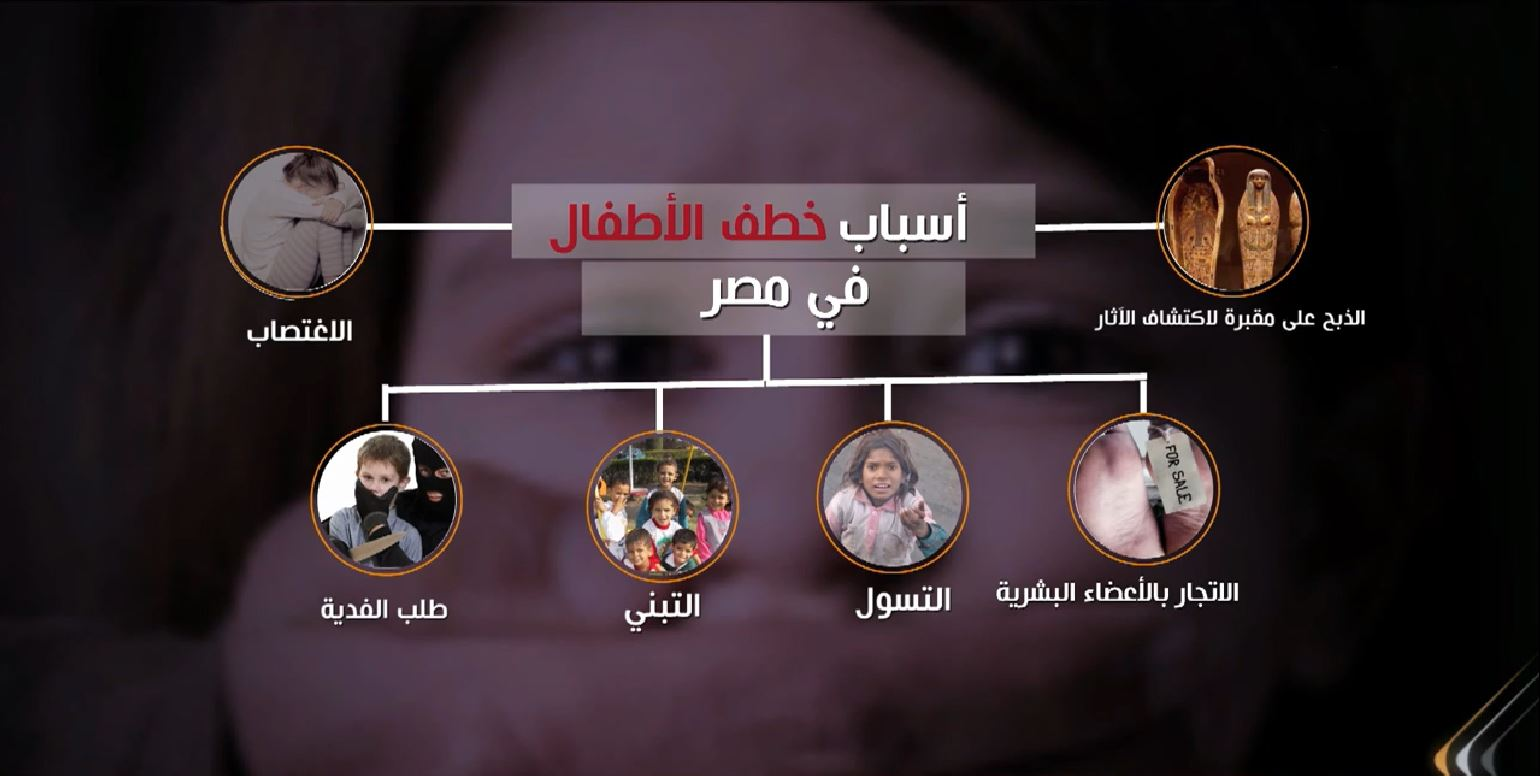 أسباب خطف الأطفال
في مصر
الذبح على مقبرة لاكتشاف الآثار
الاغتصاب
الاتجار بالأعضاء البشرية
FOR SALE
التسول
التبني
طلب الفدية